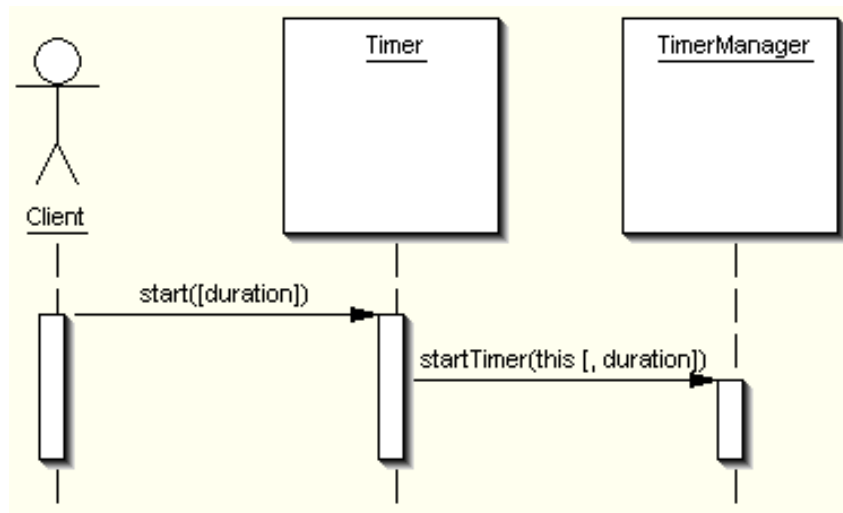 Timer
TimerManager
Client
start([duration])
startTimer(this [, duration])